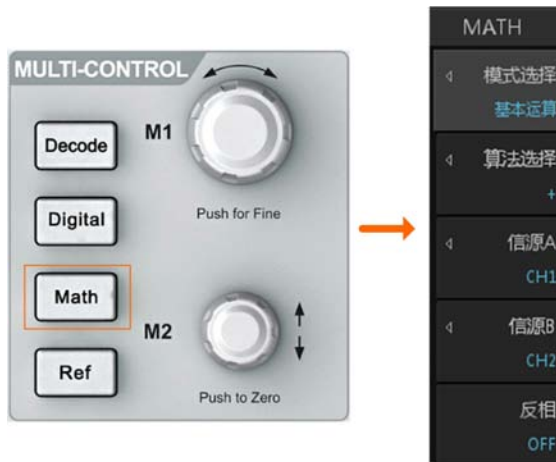 MULTI-CONTROL
Decode
M1
Digital
Push for Fine
Math
M2
Ref
Push to Zero
MATH
模式选择
基本运算
算法选择
+
信源A
CH1
信源B
CH2
反相
OFF